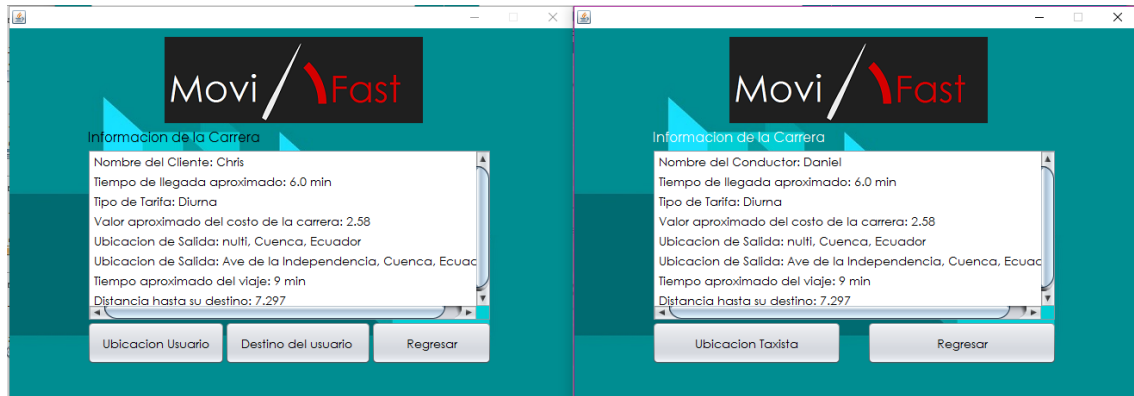 Movi Fast
Informacion de la Carrera
Nombre del Cliente: Chris
Tiempo de llegada aproximado: 6.0 min
Tipo de Tarifa: Diurna
Valor aproximado del costo de la carrera: 2.58
Ubicacion de Salida: nulti, Cuenca, Ecuador
Ubicacion de Salida: Ave de la Independencia, Cuenca, Ecuac
Tiempo aproximado del viaje: 9 min
Distancia hasta su destino: 7.297
Ubicacion Usuario Destino del usuario Regresar
Movi Fast
Informacion de la Carrera
Nombre del Conductor: Daniel
Tiempo de llegada aproximado: 6.0 min
Tipo de Tarifa: Diurna
Valor aproximado del costo de la carrera: 2.58
Ubicacion de Salida: nulti, Cuenca, Ecuador
Ubicacion de Salida: Ave de la Independencia, Cuenca, Ecuac
Tiempo aproximado del viaje: 9 min
Distancia hasta su destino: 7.297
Ubicacion Taxista Regresar